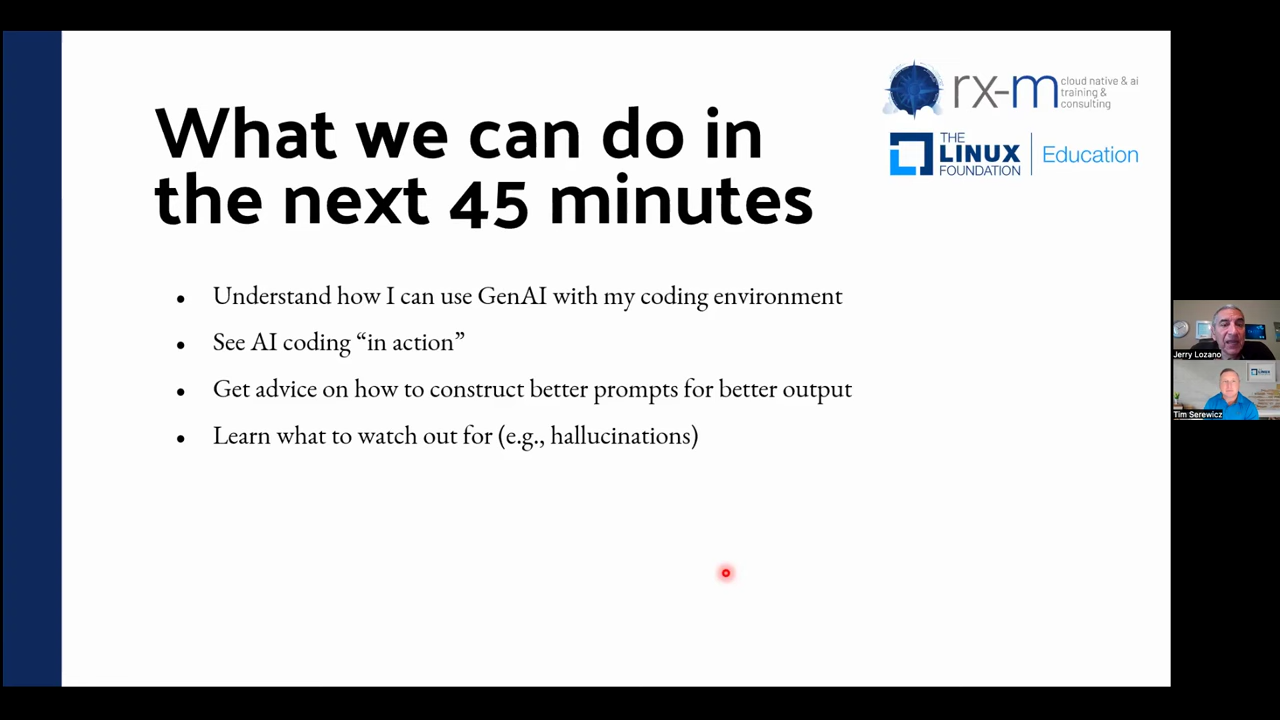 What we can do in
the next 45 minutes
rx-m
cloud native & ai
training &
consulting
THE
LINUX
FOUNDATION
Education
• Understand how I can use GenAI with my coding environment
• See AI coding “in action”
• Get advice on how to construct better prompts for better output
• Learn what to watch out for (e.g., hallucinations)
Jerry Lozano
Tim Serewicz